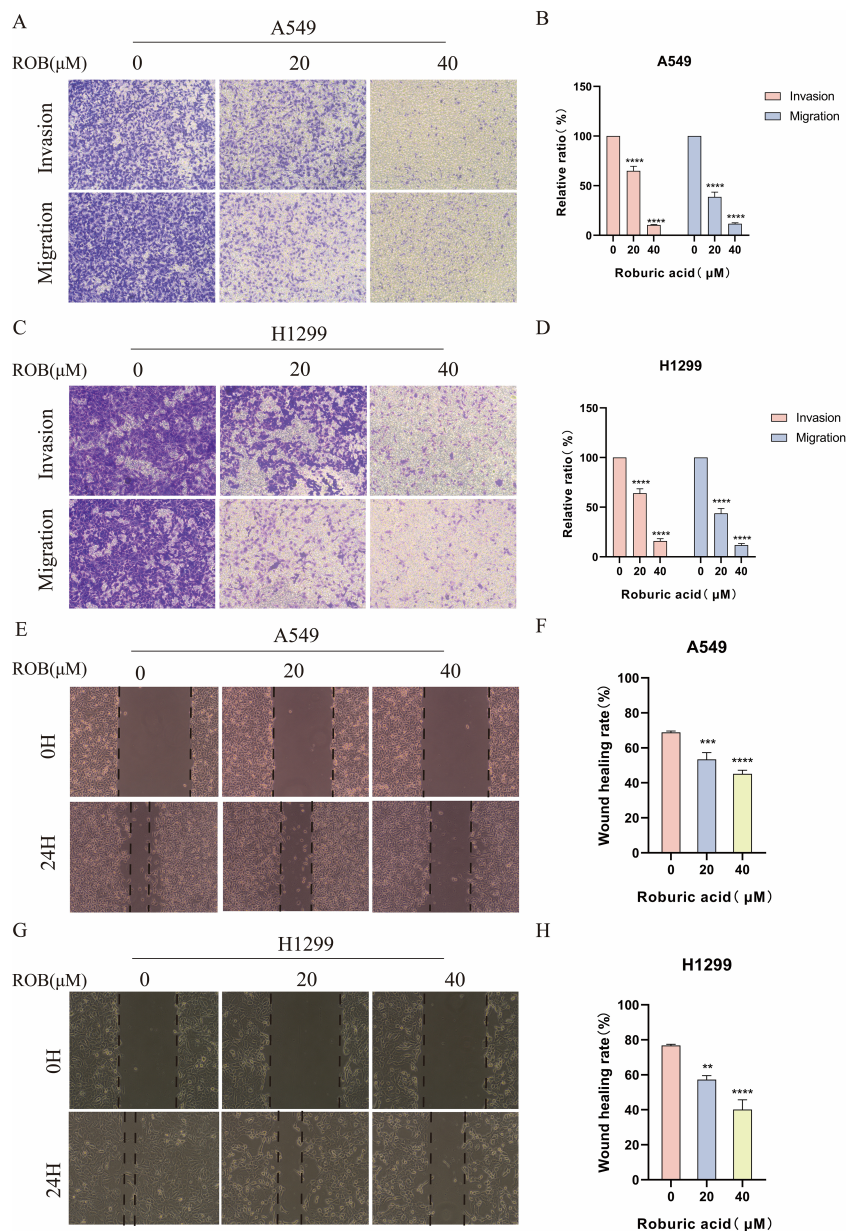 A
A549
ROB(μM)
0
20
40
Invasion
Migration
B
A549
Relative ratio(%)
150
100
50
0
****
****
****
****
0 20 40 0 20 40
Roburic acid( μM)
Invasion
Migration
C
H1299
ROB(μM)
0
20
40
Invasion
Migration
D
H1299
Relative ratio(%)
150
100
50
0
****
****
****
****
0 20 40 0 20 40
Roburic acid( μM)
Invasion
Migration
E
A549
ROB(μM)
0
20
40
0H
24H
F
A549
Wound healing rate(%)
100
80
60
40
20
0
***
****
0 20 40
Roburic acid( μM)
G
H1299
ROB(μM)
0
20
40
0H
24H
H
H1299
Wound healing rate(%)
100
80
60
40
20
0
**
****
0 20 40
Roburic acid( μM)